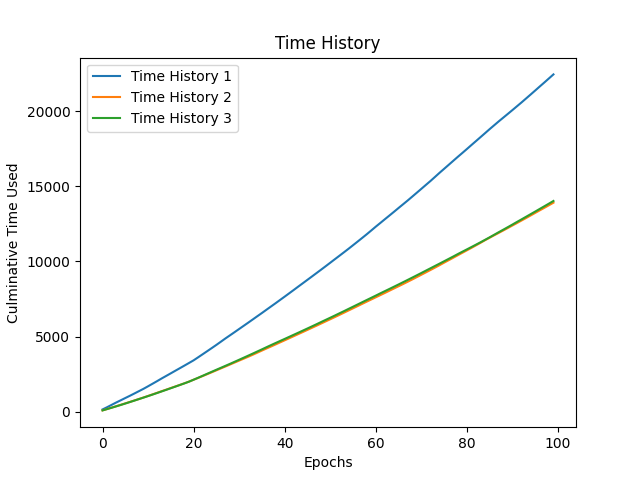 Time History
Time History 1
Time History 2
Time History 3
Culminative Time Used
20000
15000
10000
5000
0
0 20 40 60 80 100
Epochs